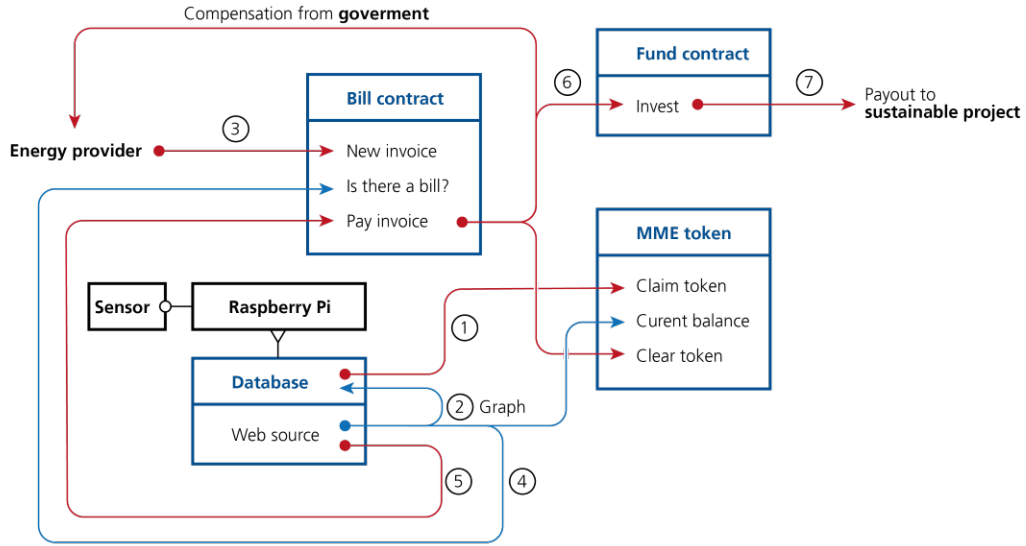 Compensation from goverment
Fund contract
6
7
Bill contract
Invest
Payout to
sustainable project
3
Energy provider
New invoice
Is there a bill?
Pay invoice
MME token
Sensor
Raspberry Pi
Claim token
1
Curent balance
Clear token
Database
2 Graph
Web source
5
4